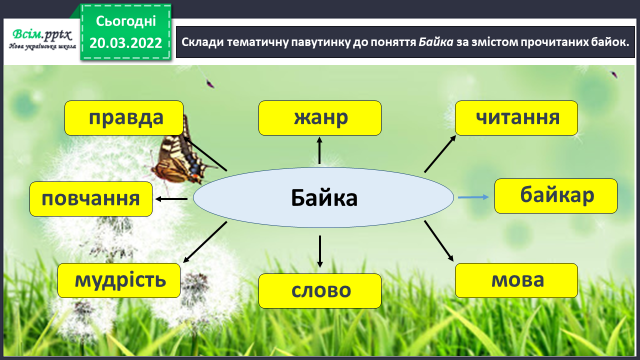 Всім.pptx
Нова українська школа
Сьогодні
20.03.2022
Склади тематичну павутинку до поняття Байка за змістом прочитаних байок.
правда
жанр
читання
повчання
Байка
байкар
мудрість
слово
мова